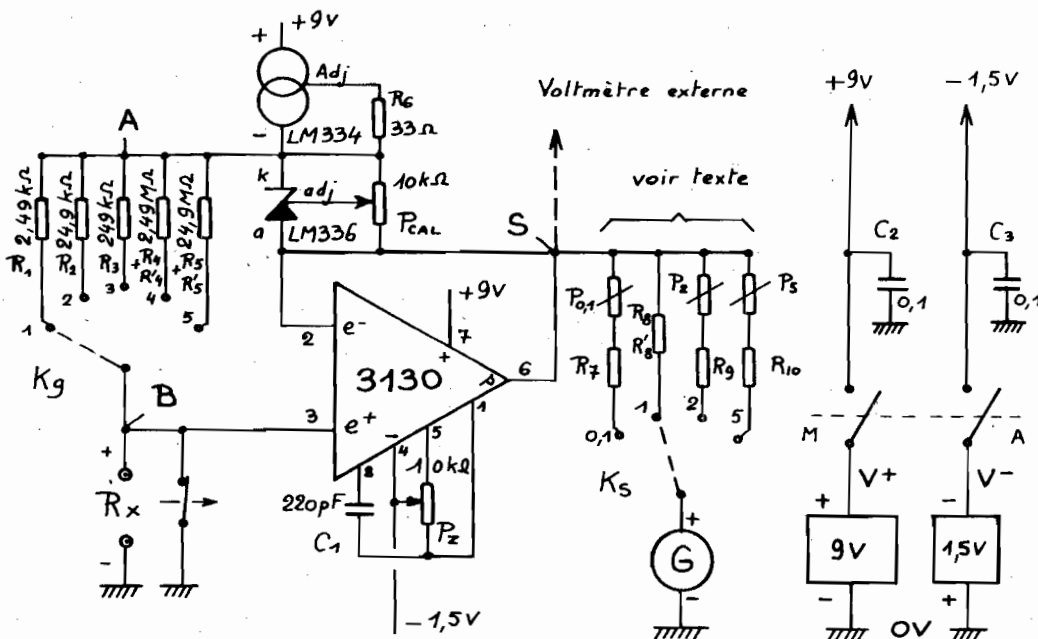 +9V
+
Adj
R6
33Ω
-
LM334
A
2,49kΩ
R1
24,9kΩ
R2
249kΩ
R3
2,49MΩ
+R4
R'4
24,9MΩ
+R5
R'5
1
2
3
4
5
Kg
B
k
adj
a
LM336
10kΩ
PCAL
S
Voltmètre externe
voir texte
P0,1
R7
R8
R'8
P2
R9
P5
R10
0,1
1
2
5
Ks
+
G
-
2
e-
3
e+
3130
+9V
7
+
s
6
1
5
-
4
8
10kΩ
Pz
220pF
C1
-1,5V
+
Rx
-
+9V
-1,5V
C2
0,1
C3
0,1
M
A
V+
V-
+
9V
-
-
1,5V
+
0V